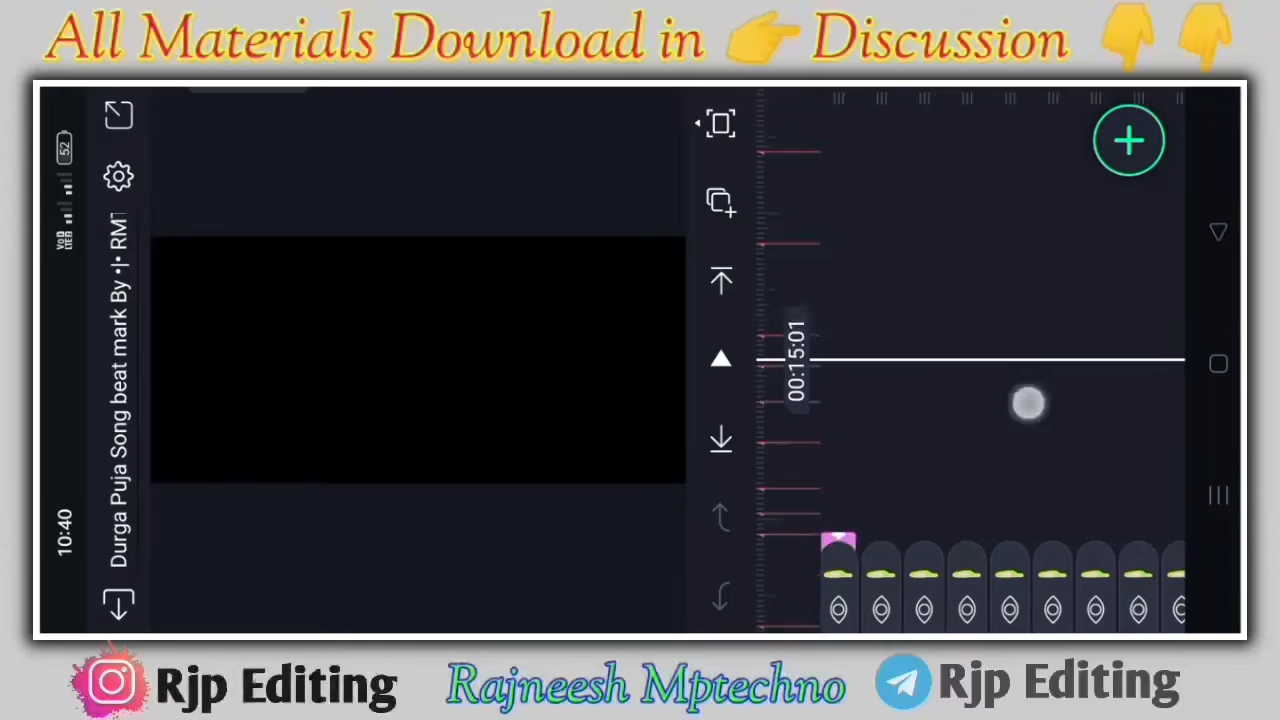 All Materials Download in 👉 Discussion 👇 👇
52
10:40
Durga Puja Song beat mark By •|• RM
00:15:01
Rjp Editing
Rajneesh Mptechno
Rjp Editing